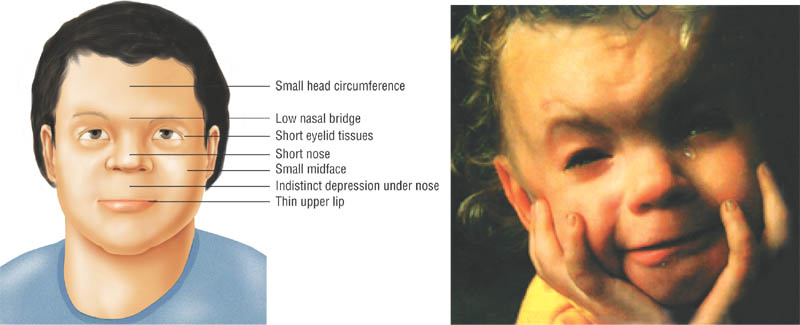 Small head circumference
Low nasal bridge
Short eyelid tissues
Short nose
Small midface
Indistinct depression under nose
Thin upper lip